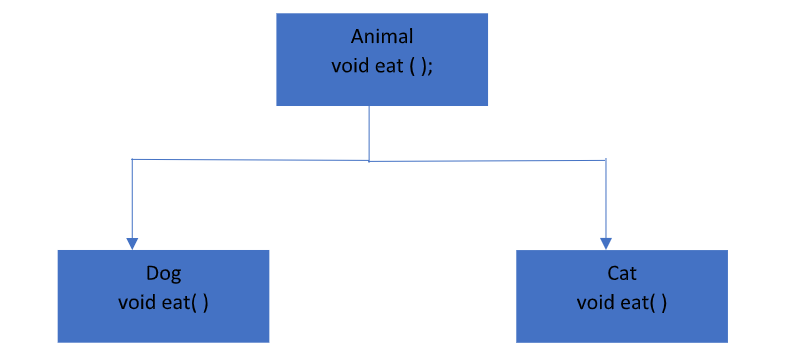 Animal
void eat ( );
Dog
void eat( )
Cat
void eat( )